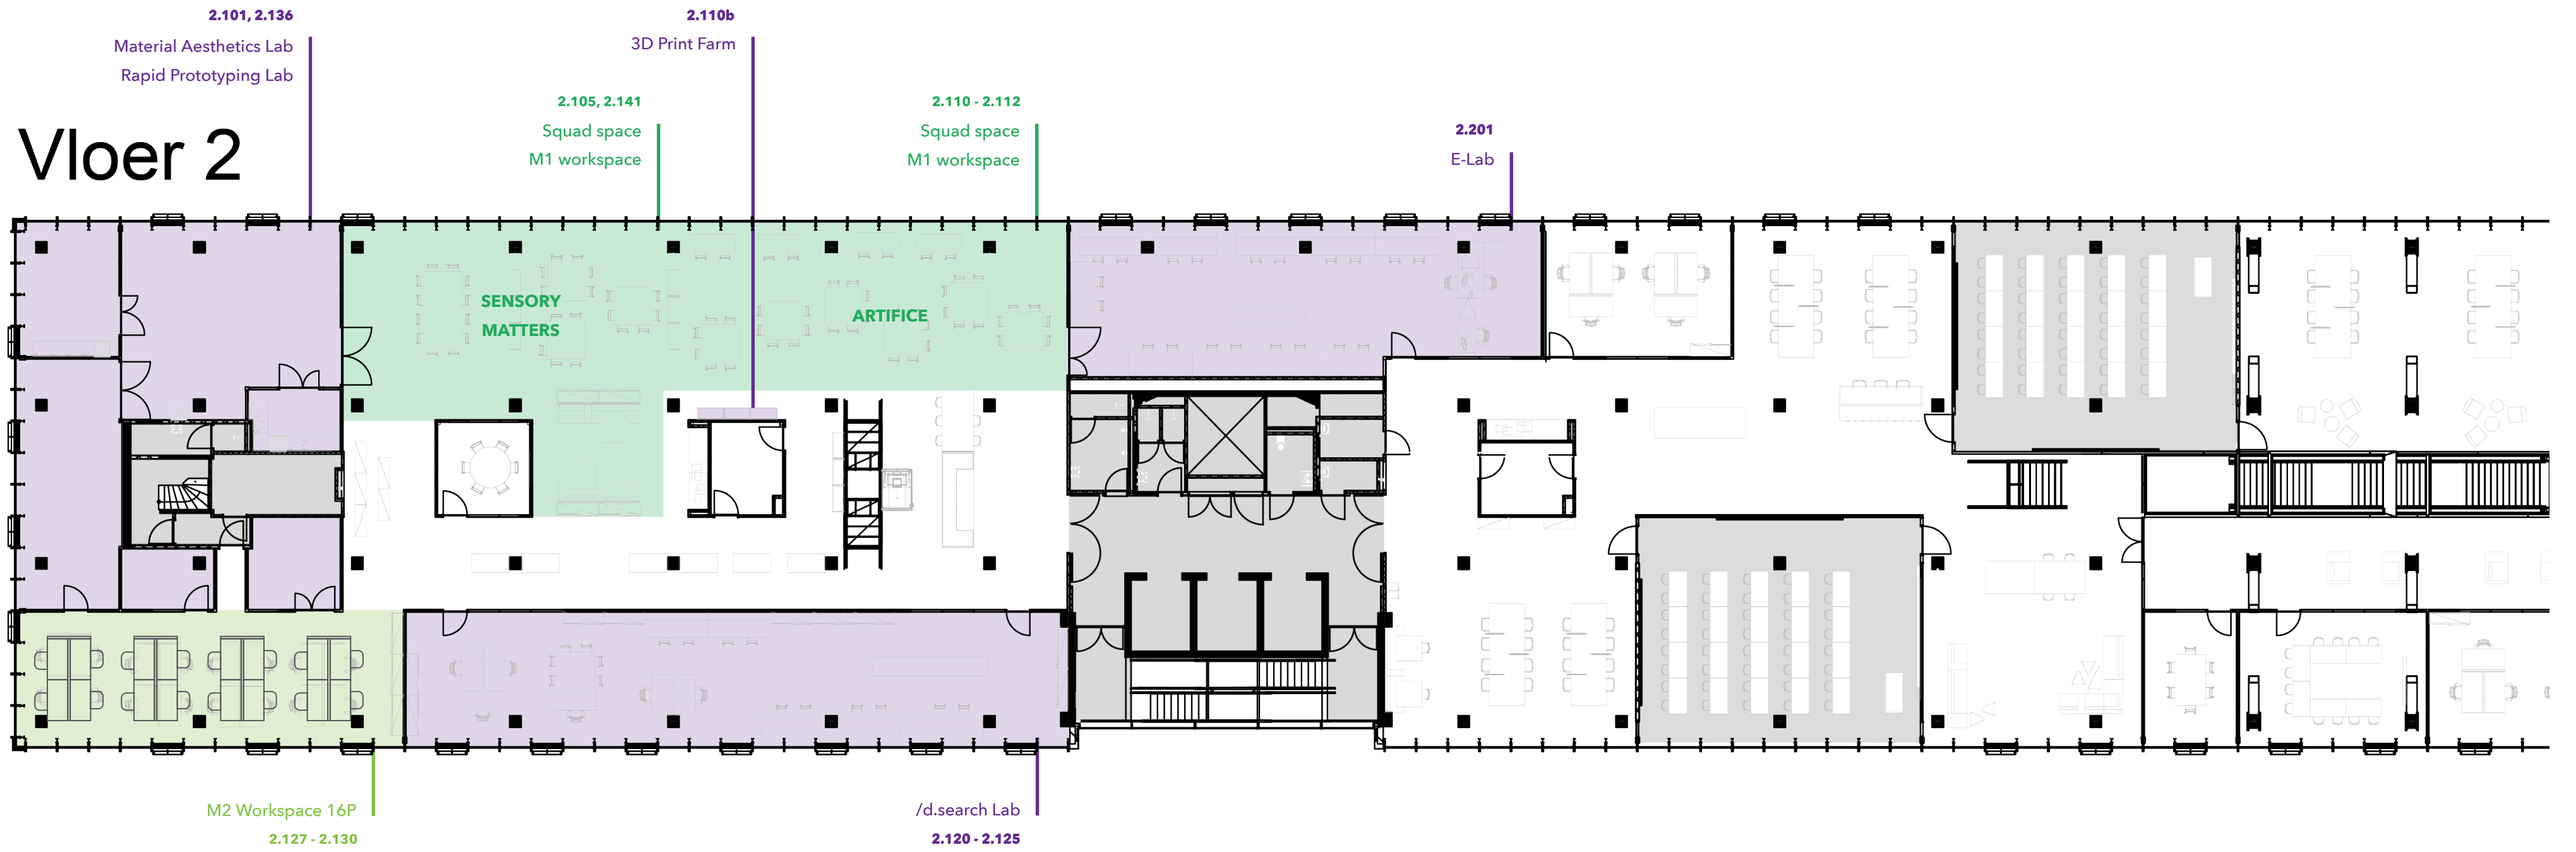 2.101, 2.136
Material Aesthetics Lab
Rapid Prototyping Lab
2.110b
3D Print Farm
2.105, 2.141
Squad space
M1 workspace
2.110 - 2.112
Squad space
M1 workspace
2.201
E-Lab
Vloer 2
SENSORY
MATTERS
ARTIFICE
M2 Workspace 16P
2.127 - 2.130
/d.search Lab
2.120 - 2.125